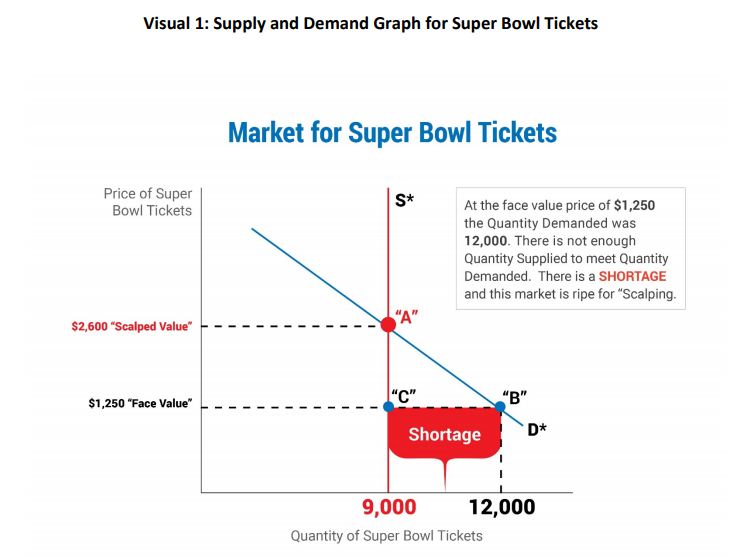 Visual 1: Supply and Demand Graph for Super Bowl Tickets
Market for Super Bowl Tickets
Price of Super
Bowl Tickets
S*
At the face value price of $1,250
the Quantity Demanded was
12,000. There is not enough
Quantity Supplied to meet Quantity
Demanded. There is a SHORTAGE
and this market is ripe for “Scalping.
$2,600 “Scalped Value”
“A”
$1,250 “Face Value”
“C”
“B”
Shortage
D*
9,000
12,000
Quantity of Super Bowl Tickets